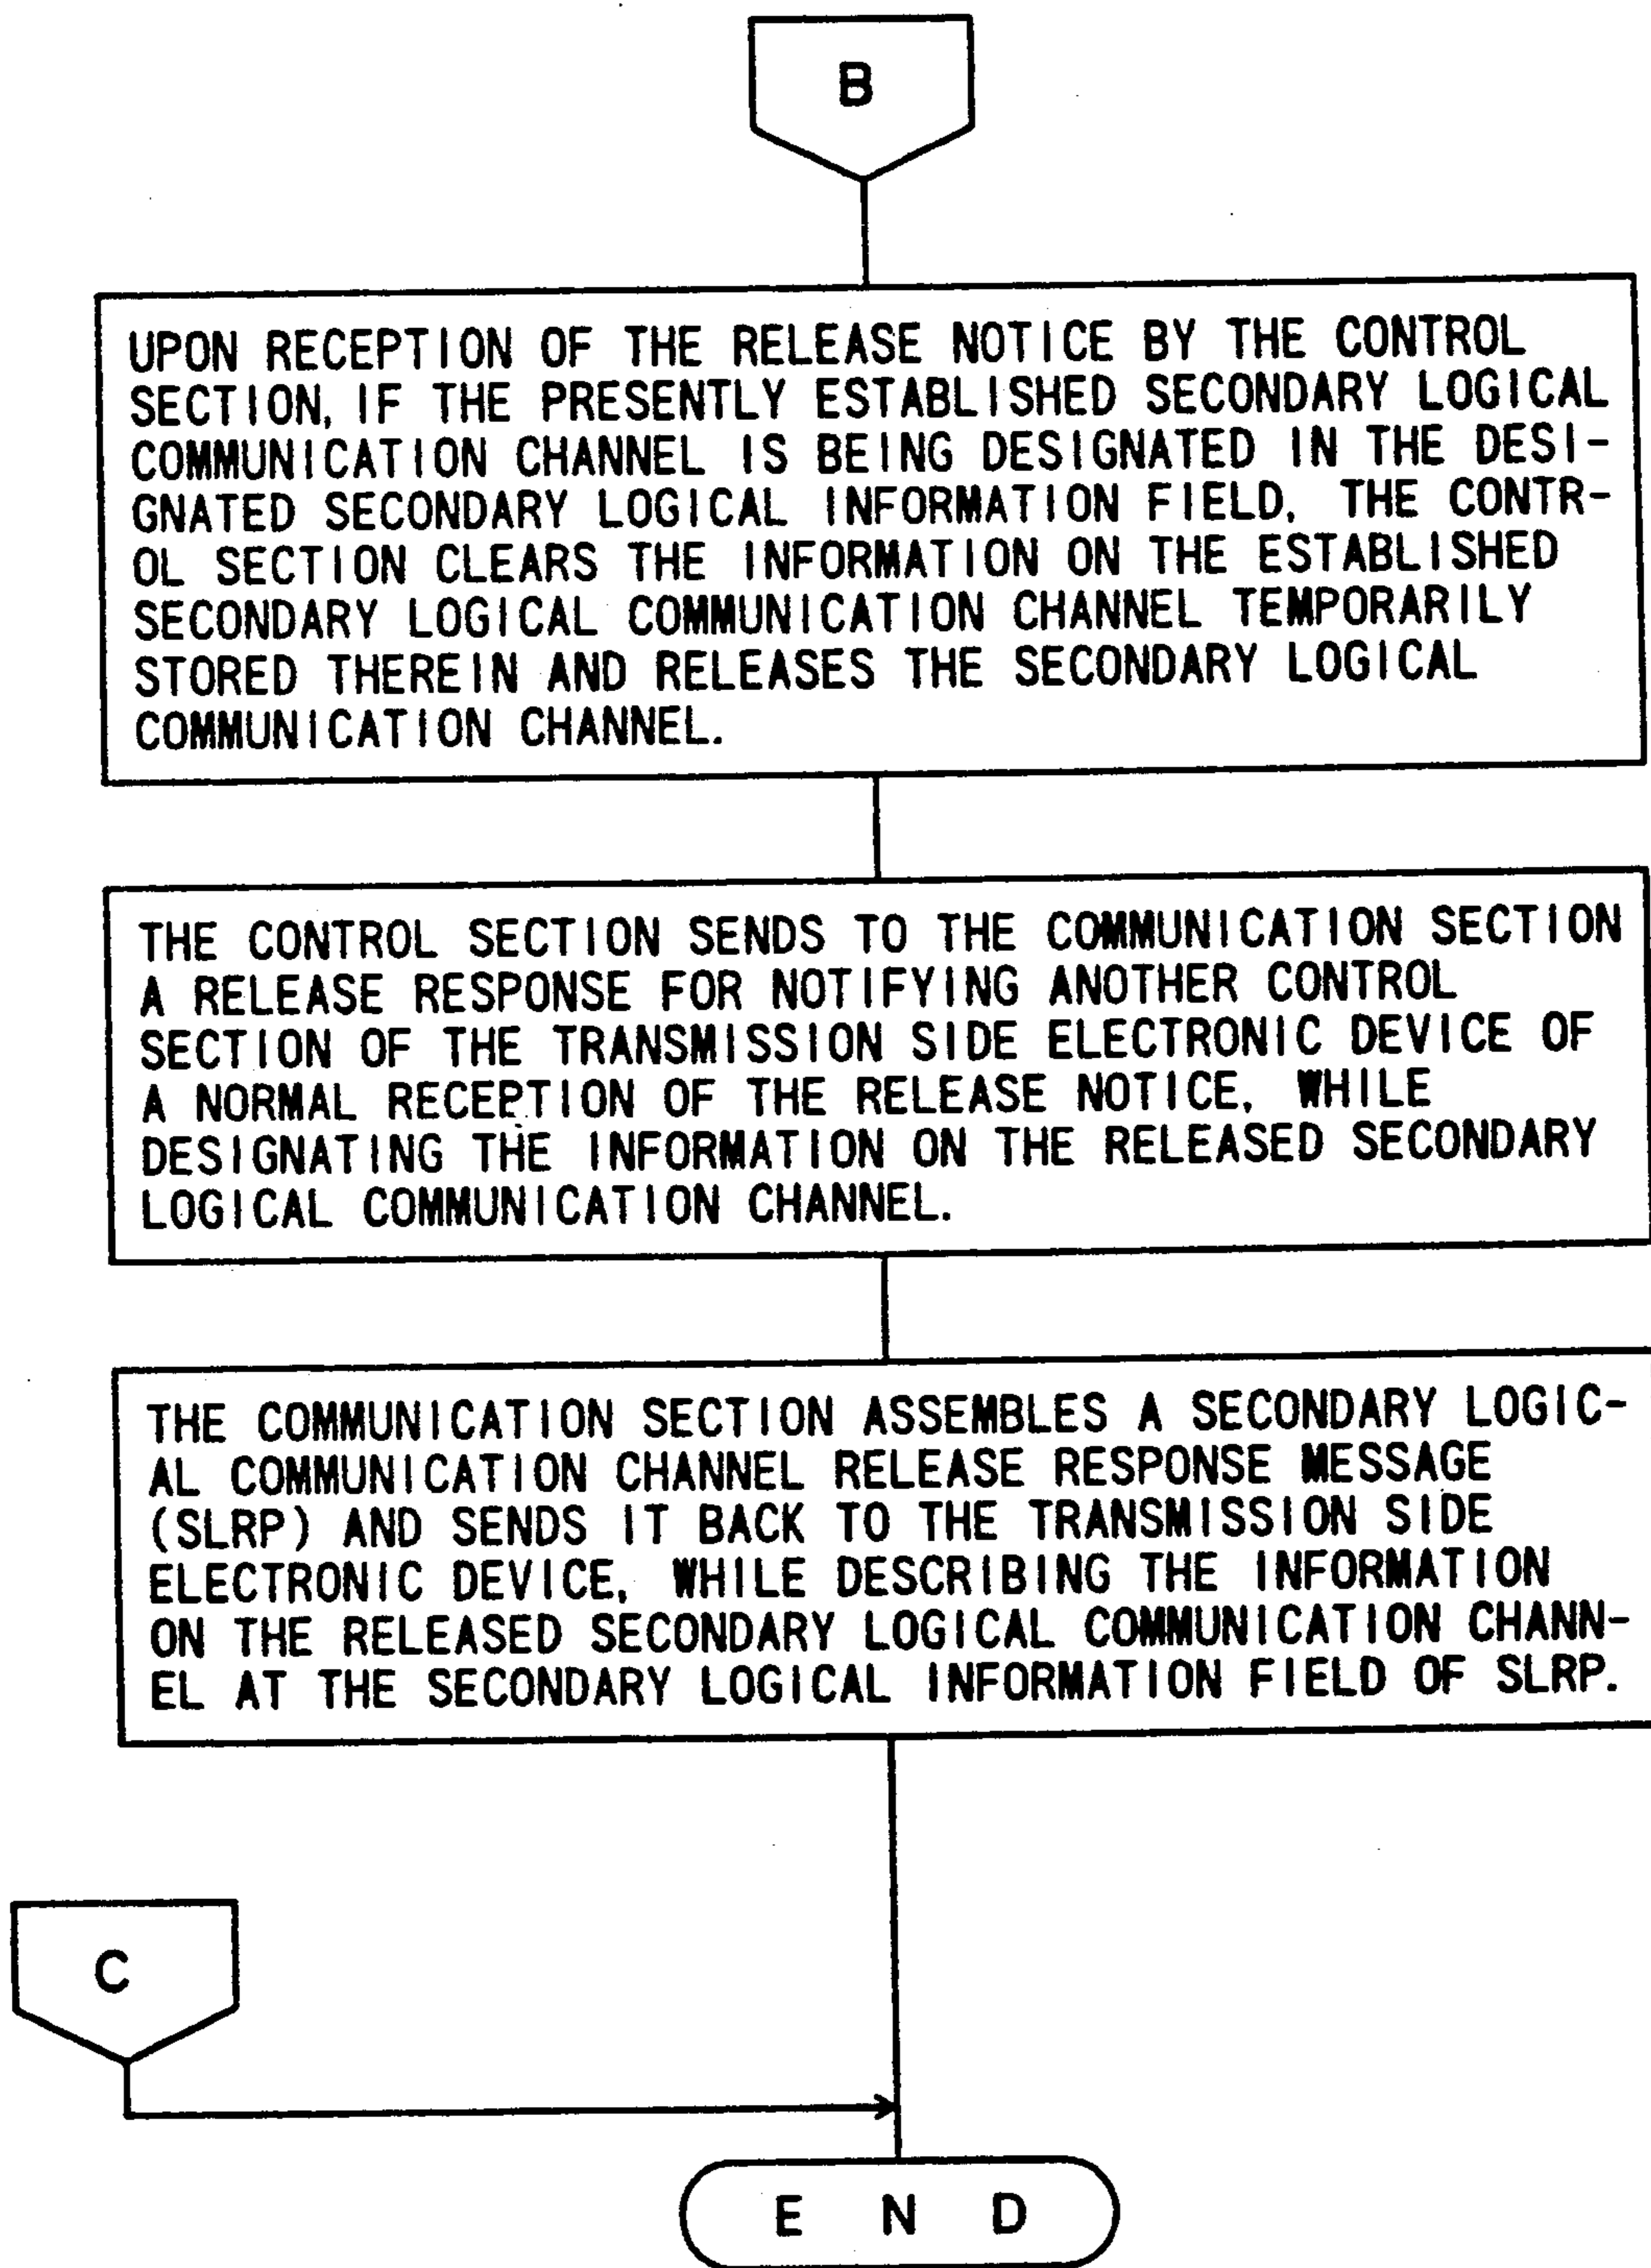 B
UPON RECEPTION OF THE RELEASE NOTICE BY THE CONTROL
SECTION, IF THE PRESENTLY ESTABLISHED SECONDARY LOGICAL
COMMUNICATION CHANNEL IS BEING DESIGNATED IN THE DESI-
GNATED SECONDARY LOGICAL INFORMATION FIELD, THE CONTR-
OL SECTION CLEARS THE INFORMATION ON THE ESTABLISHED
SECONDARY LOGICAL COMMUNICATION CHANNEL TEMPORARILY
STORED THEREIN AND RELEASES THE SECONDARY LOGICAL
COMMUNICATION CHANNEL.
THE CONTROL SECTION SENDS TO THE COMMUNICATION SECTION
A RELEASE RESPONSE FOR NOTIFYING ANOTHER CONTROL
SECTION OF THE TRANSMISSION SIDE ELECTRONIC DEVICE OF
A NORMAL RECEPTION OF THE RELEASE NOTICE, WHILE
DESIGNATING THE INFORMATION ON THE RELEASED SECONDARY
LOGICAL COMMUNICATION CHANNEL.
THE COMMUNICATION SECTION ASSEMBLES A SECONDARY LOGIC-
AL COMMUNICATION CHANNEL RELEASE RESPONSE MESSAGE
(SLRP) AND SENDS IT BACK TO THE TRANSMISSION SIDE
ELECTRONIC DEVICE, WHILE DESCRIBING THE INFORMATION
ON THE RELEASED SECONDARY LOGICAL COMMUNICATION CHANN-
EL AT THE SECONDARY LOGICAL INFORMATION FIELD OF SLRP.
C
END